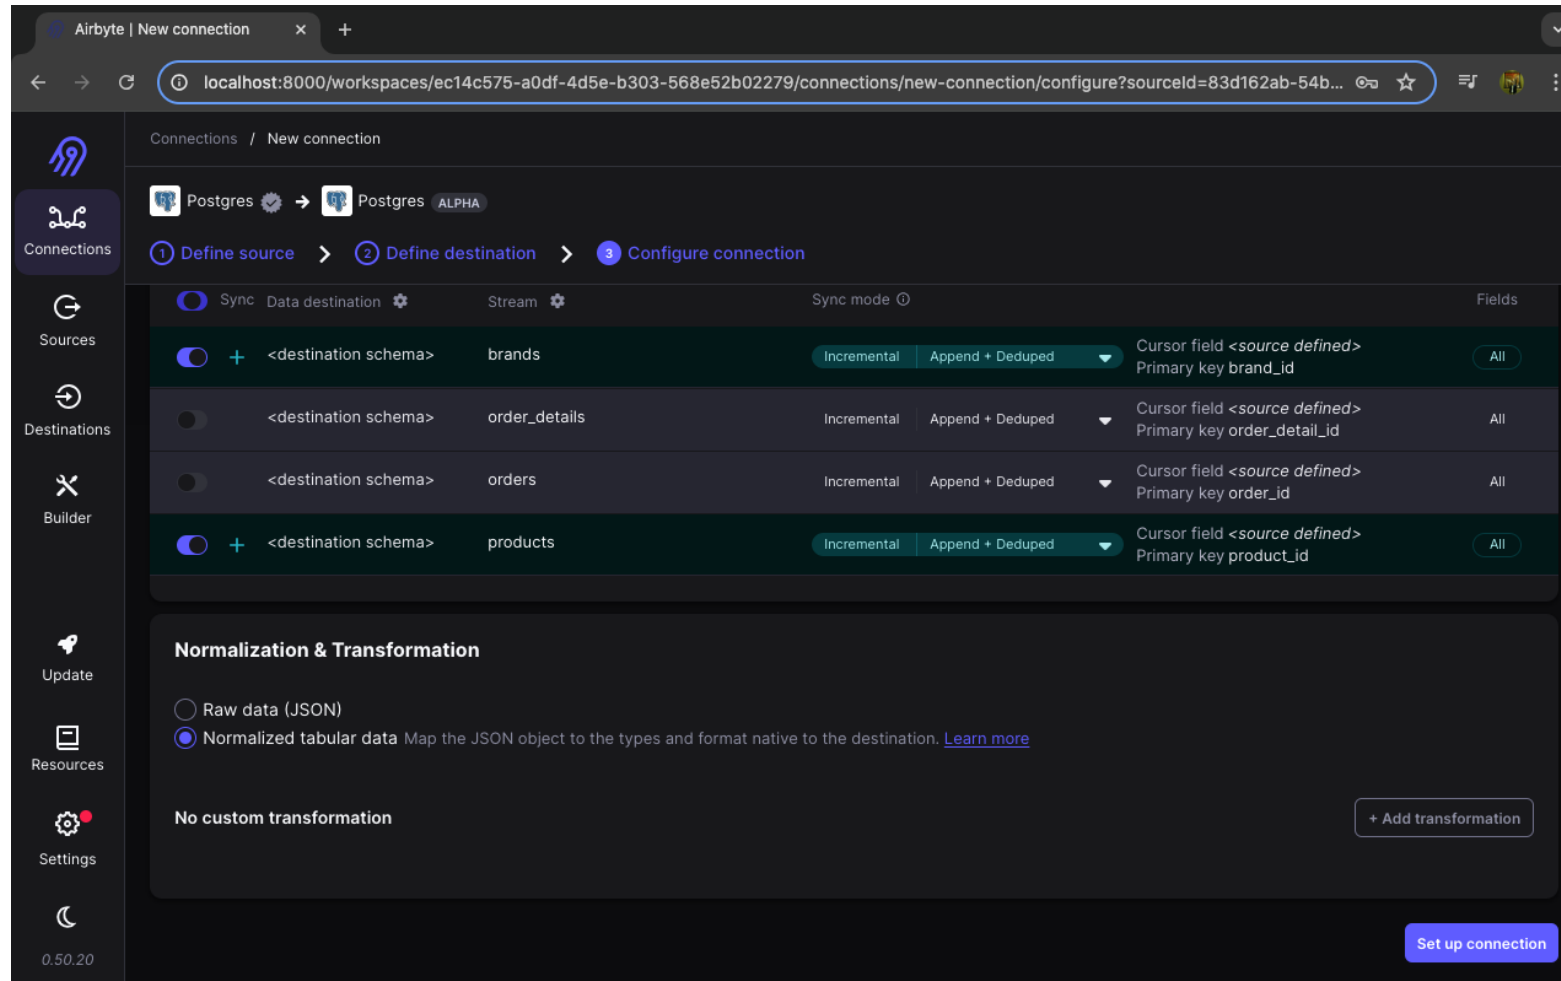 Airbyte | New connection
localhost:8000/workspaces/ec14c575-a0df-4d5e-b303-568e52b02279/connections/new-connection/configure?sourceId=83d162ab-54b...
Connections / New connection
Postgres → Postgres ALPHA
1 Define source > 2 Define destination > 3 Configure connection
Connections
Sources
Destinations
Builder
Update
Resources
Settings
0.50.20
Sync Data destination Stream Sync mode Fields
<destination schema> brands Incremental Append + Deduped Cursor field <source defined> All
Primary key brand_id
<destination schema> order_details Incremental Append + Deduped Cursor field <source defined> All
Primary key order_detail_id
<destination schema> orders Incremental Append + Deduped Cursor field <source defined> All
Primary key order_id
<destination schema> products Incremental Append + Deduped Cursor field <source defined> All
Primary key product_id
Normalization & Transformation
Raw data (JSON)
Normalized tabular data Map the JSON object to the types and format native to the destination. Learn more
No custom transformation
+ Add transformation
Set up connection